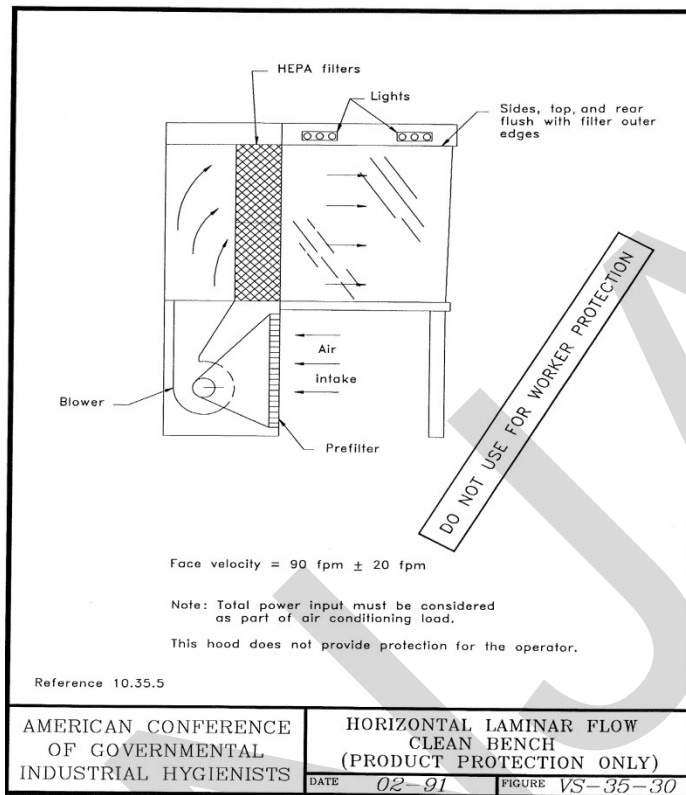 HEPA filters
Lights
Sides, top, and rear
flush with filter outer
edges
Air
intake
Blower
Prefilter
DO NOT USE FOR WORKER PROTECTION
Face velocity = 90 fpm ± 20 fpm
Note: Total power input must be considered
as part of air conditioning load.
This hood does not provide protection for the operator.
Reference 10.35.5
AMERICAN CONFERENCE
OF GOVERNMENTAL
INDUSTRIAL HYGIENISTS
HORIZONTAL LAMINAR FLOW
CLEAN BENCH
(PRODUCT PROTECTION ONLY)
DATE 02-91
FIGURE VS-35-30